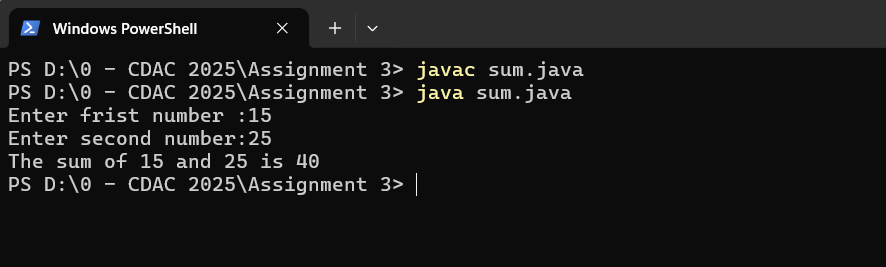 Windows PowerShell
PS D:\0 - CDAC 2025\Assignment 3> javac sum.java
PS D:\0 - CDAC 2025\Assignment 3> java sum.java
Enter frist number :15
Enter second number:25
The sum of 15 and 25 is 40
PS D:\0 - CDAC 2025\Assignment 3>